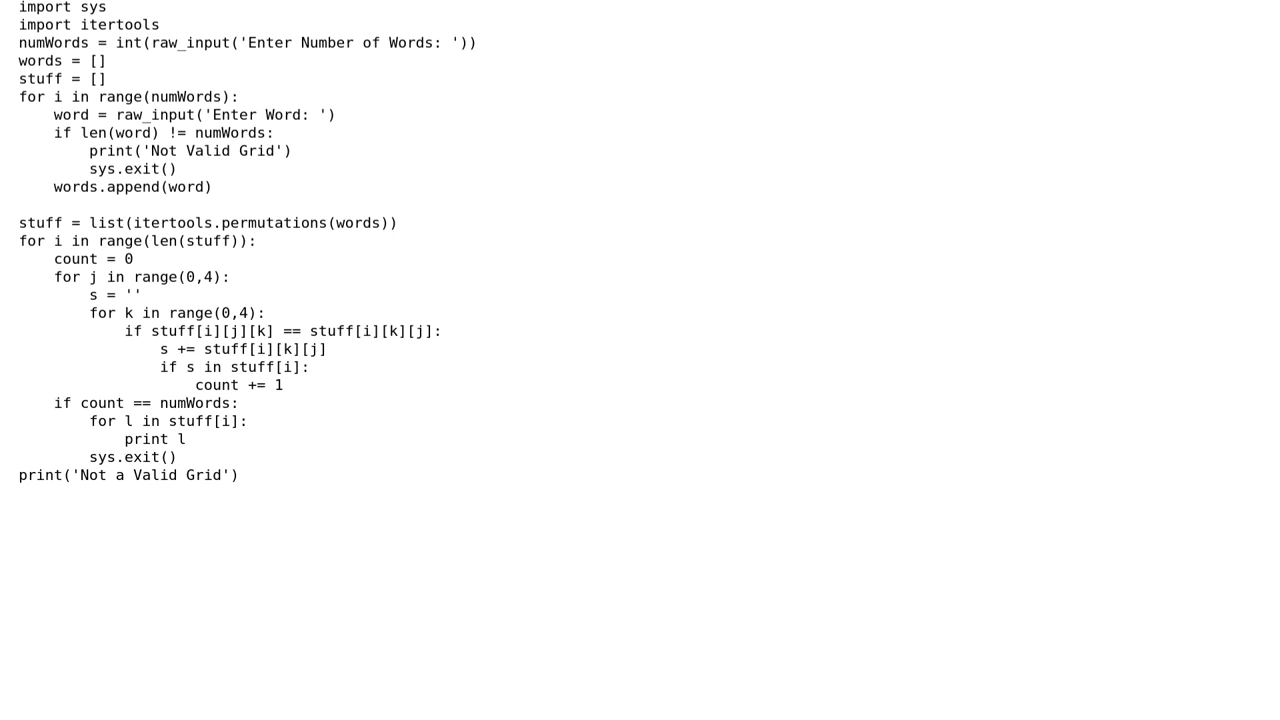 import sys
import itertools
numWords = int(raw_input('Enter Number of Words: '))
words = []
stuff = []
for i in range(numWords):
    word = raw_input('Enter Word: ')
    if len(word) != numWords:
        print('Not Valid Grid')
        sys.exit()
    words.append(word)

stuff = list(itertools.permutations(words))
for i in range(len(stuff)):
    count = 0
    for j in range(0,4):
        s = ''
        for k in range(0,4):
            if stuff[i][j][k] == stuff[i][k][j]:
                s += stuff[i][k][j]
                if s in stuff[i]:
                    count += 1
    if count == numWords:
        for l in stuff[i]:
            print l
        sys.exit()
print('Not a Valid Grid')